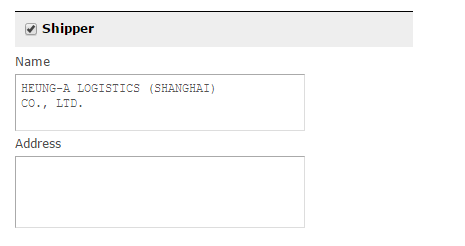 Shipper
Name
HEUNG-A LOGISTICS (SHANGHAI)
CO., LTD.
Address